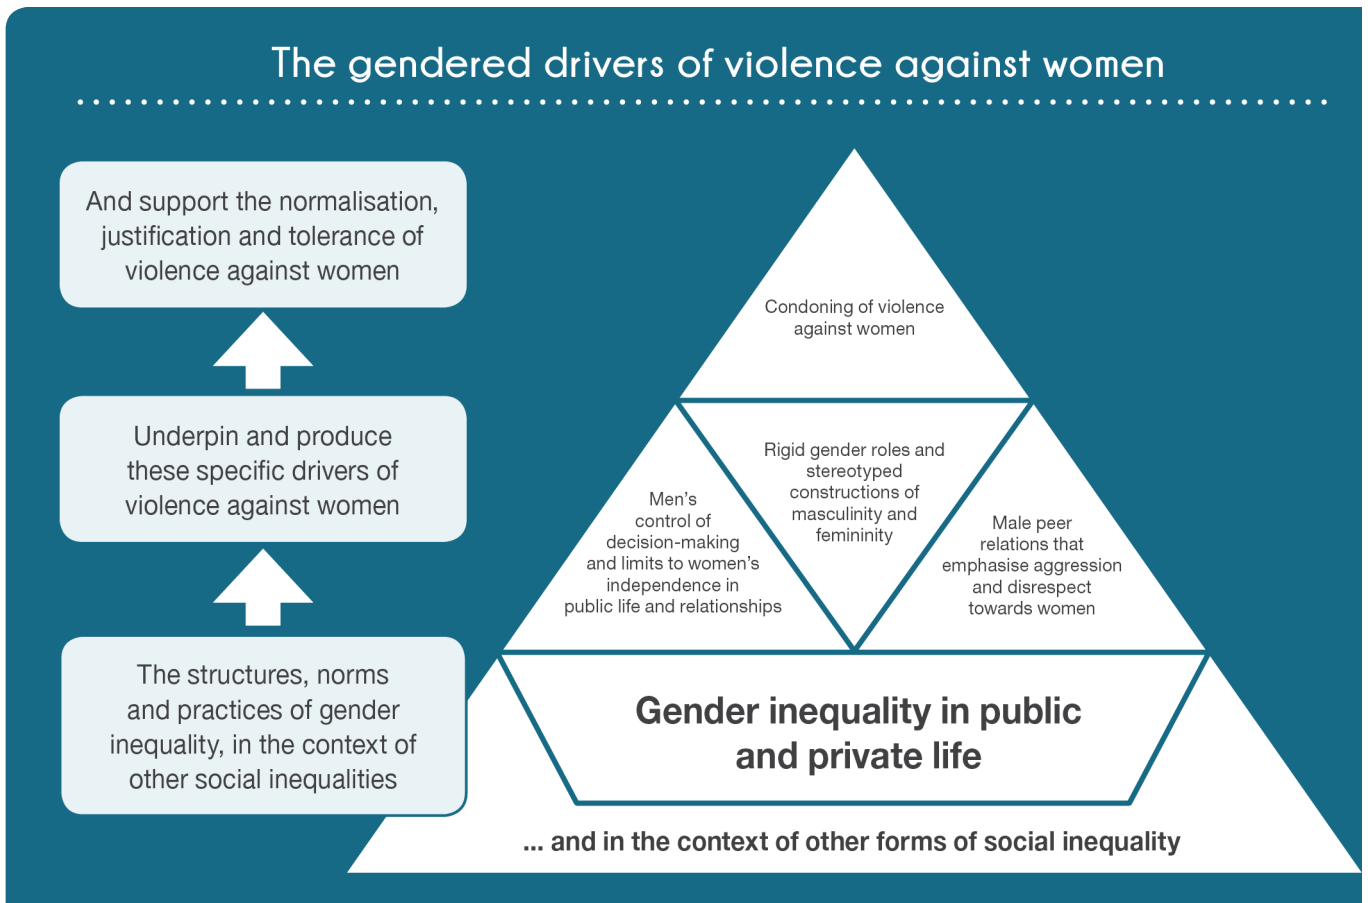 The gendered drivers of violence against women
And support the normalisation,
justification and tolerance of
violence against women
Underpin and produce
these specific drivers of
violence against women
The structures, norms
and practices of gender
inequality, in the context of
other social inequalities
Condoning of violence
against women
Men’s
control of
decision-making
and limits to women’s
independence in
public life and relationships
Rigid gender roles and
stereotyped
constructions of
masculinity and
femininity
Male peer
relations that
emphasise aggression
and disrespect
towards women
Gender inequality in public
and private life
... and in the context of other forms of social inequality